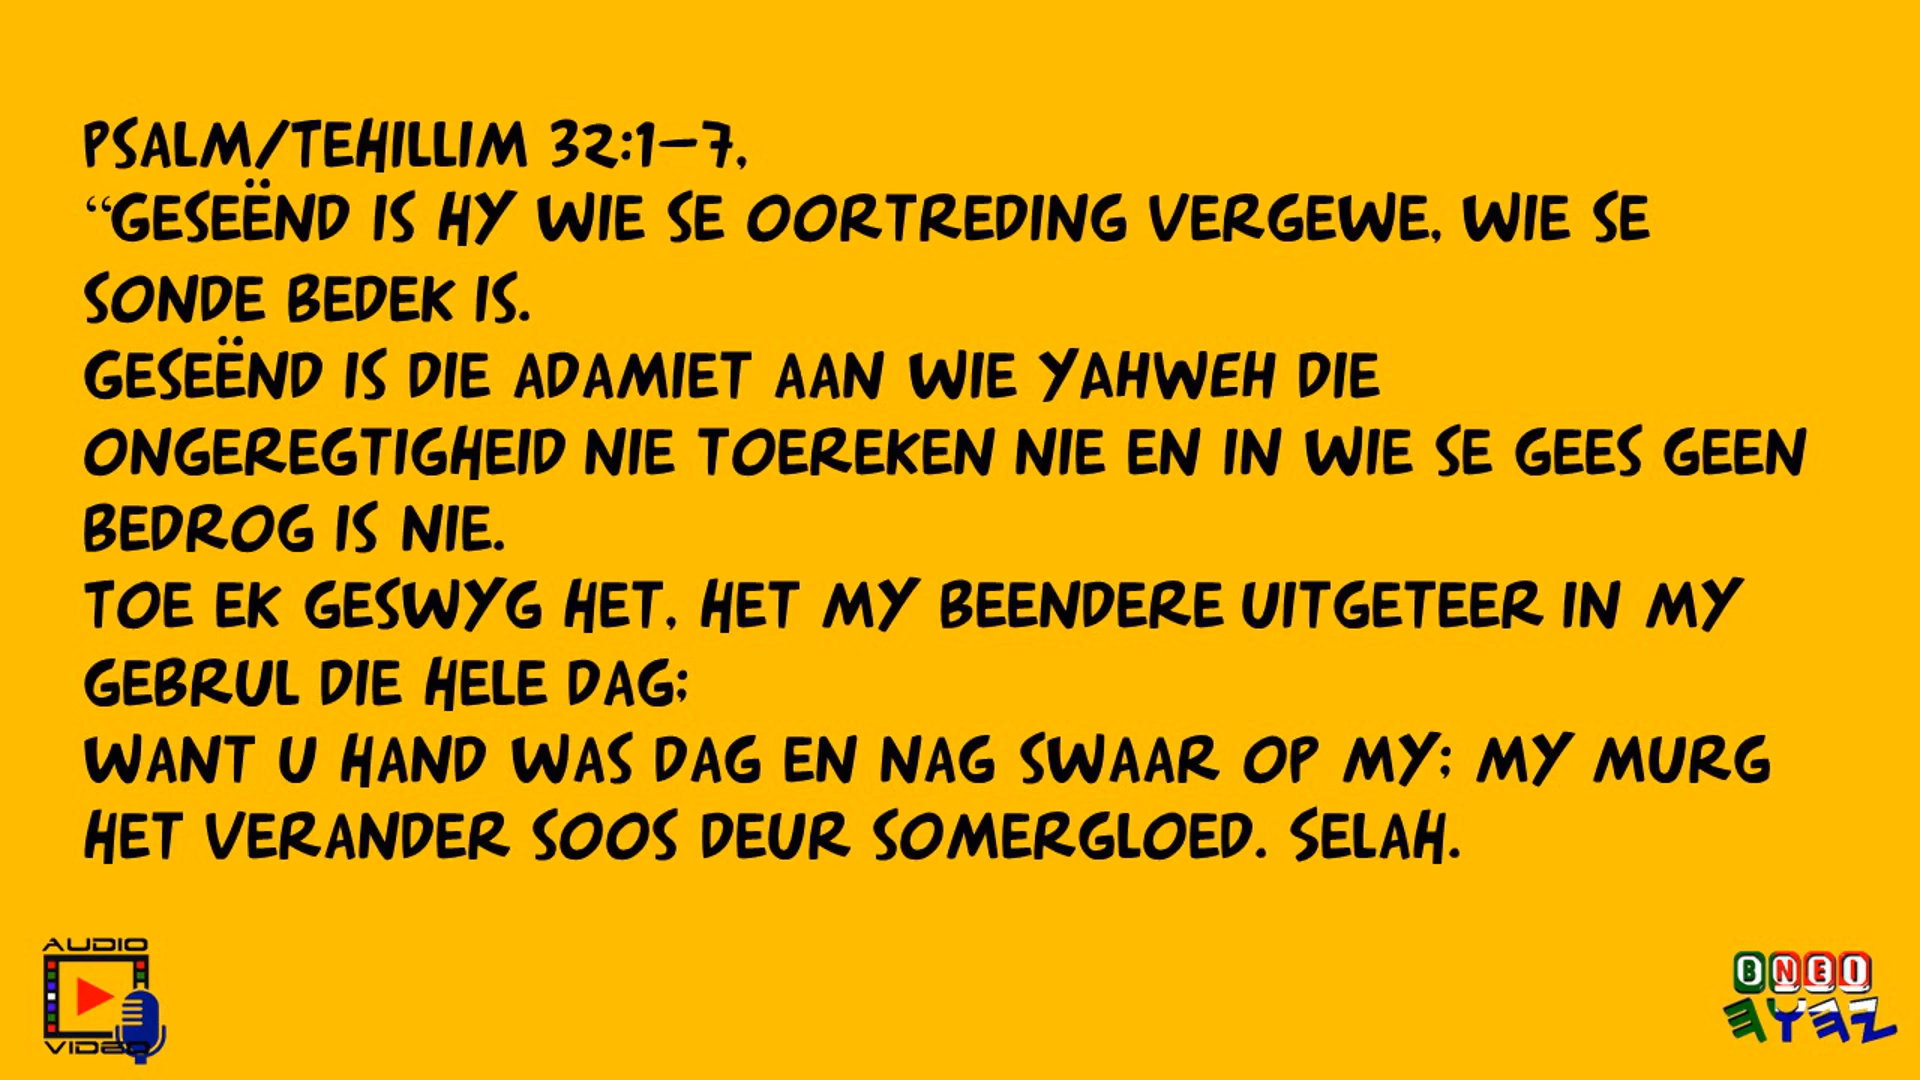 PSALM/TEHILLIM 32:1–7,
“GESEËND IS HY WIE SE OORTREDING VERGEWE, WIE SE
SONDE BEDEK IS.
GESEËND IS DIE ADAMIET AAN WIE YAHWEH DIE
ONGEREGTIGHEID NIE TOEREKEN NIE EN IN WIE SE GEES GEEN
BEDROG IS NIE.
TOE EK GESWYG HET, HET MY BEENDERE UITGETEER IN MY
GEBRUL DIE HELE DAG;
WANT U HAND WAS DAG EN NAG SWAAR OP MY; MY MURG
HET VERANDER SOOS DEUR SOMERGLOED. SELAH.
AUDIO
VIDEO
BNEI